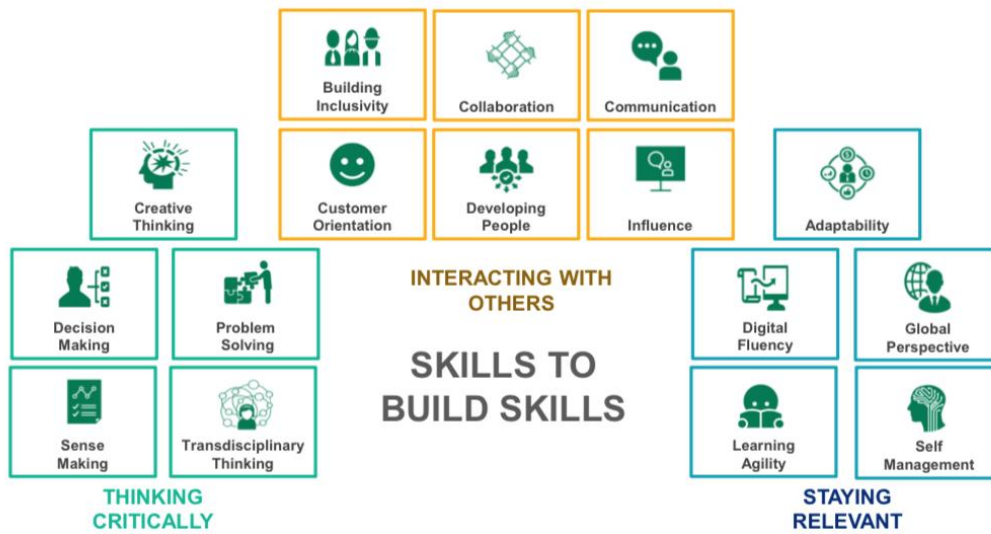 Building
Inclusivity
Collaboration
Communication
Creative
Thinking
Customer
Orientation
Developing
People
Influence
Adaptability
INTERACTING WITH
OTHERS
Decision
Making
Problem
Solving
Digital
Fluency
Global
Perspective
SKILLS TO
BUILD SKILLS
Sense
Making
Transdisciplinary
Thinking
Learning
Agility
Self
Management
THINKING
CRITICALLY
STAYING
RELEVANT